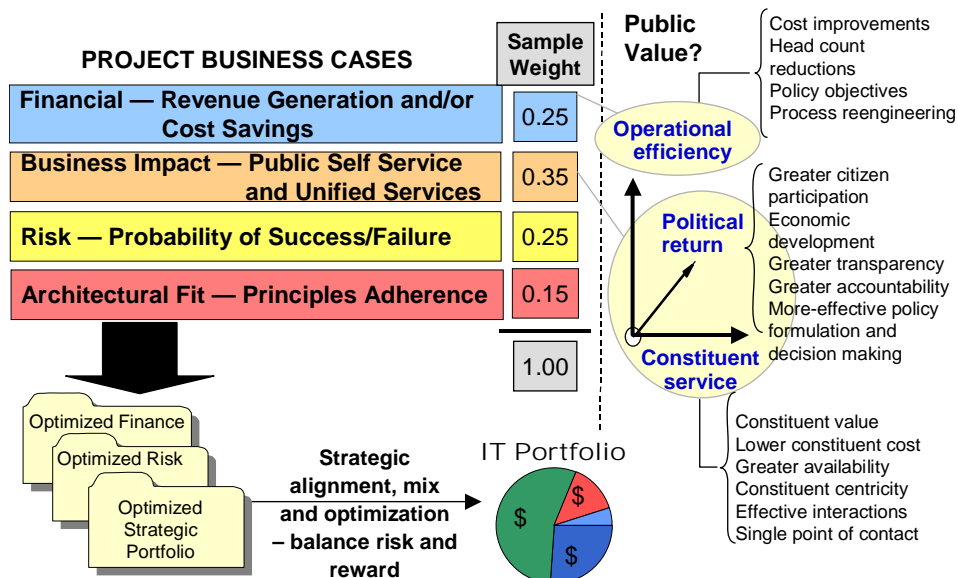 PROJECT BUSINESS CASES
Sample
Weight
Financial — Revenue Generation and/or
Cost Savings
0.25
Business Impact — Public Self Service
and Unified Services
0.35
Risk — Probability of Success/Failure
0.25
Architectural Fit — Principles Adherence
0.15
1.00
Public
Value?
Operational
efficiency
Cost improvements
Head count
reductions
Policy objectives
Process reengineering
Political
return
Greater citizen
participation
Economic
development
Greater transparency
Greater accountability
More-effective policy
formulation and
decision making
Constituent
service
Constituent value
Lower constituent cost
Greater availability
Constituent centricity
Effective interactions
Single point of contact
Optimized Finance
Optimized Risk
Optimized
Strategic
Portfolio
Strategic
alignment, mix
and optimization
– balance risk and
reward
IT Portfolio
$
$
$